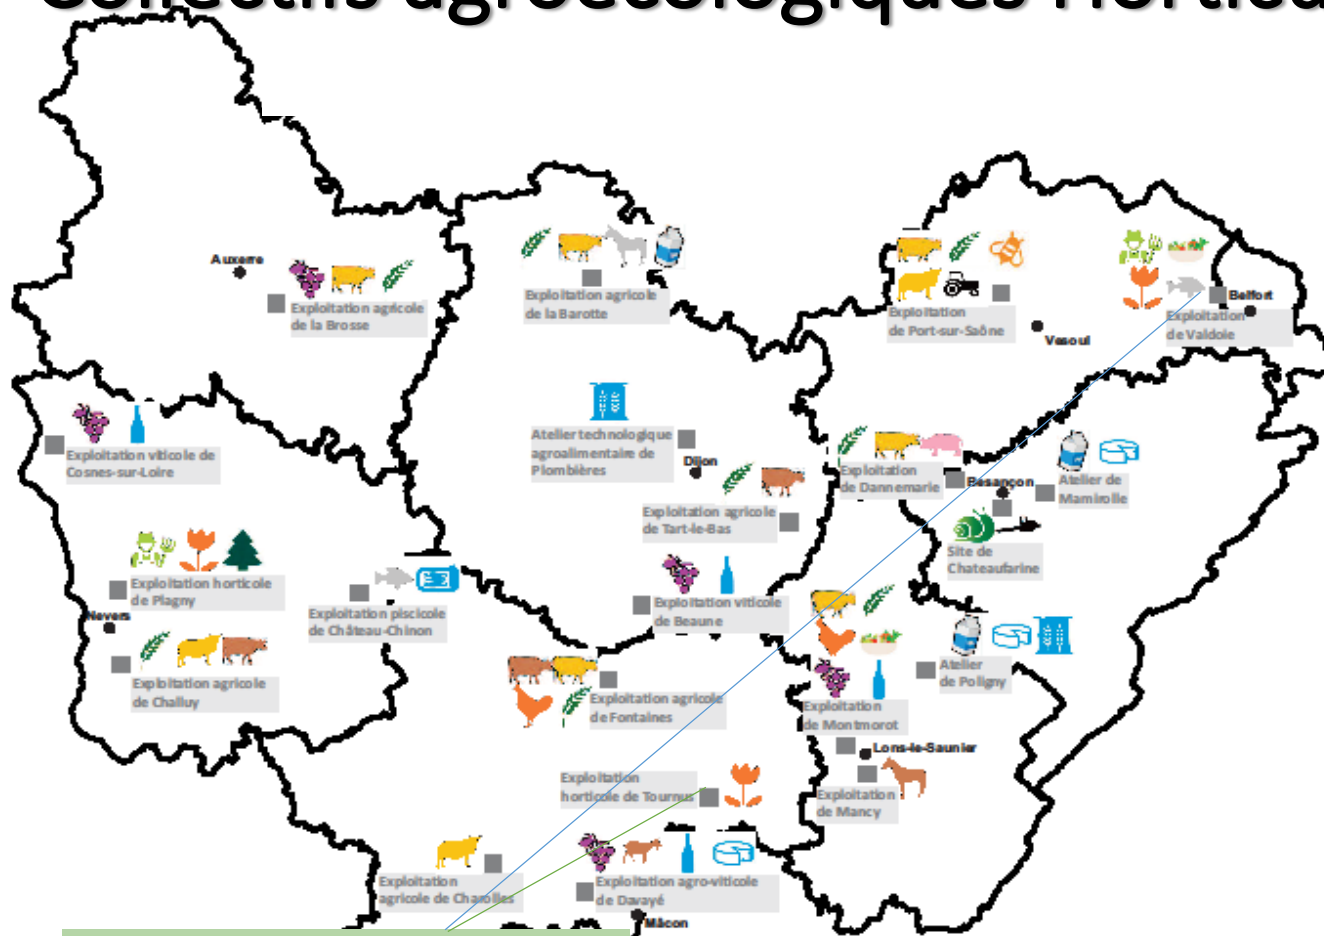 Collectifs agroécologiques Horticu
Auxerre
Exploitation agricole
de la Brosse
Exploitation agricole
de la Barotte
Exploitation
de Port-sur-Saône
Vesoul
Belfort
Exploitation
de Valdoie
Exploitation viticole de
Cosnes-sur-Loire
Atelier technologique
agroalimentaire de
Plombières
Dijon
Exploitation agricole
de Tart-le-Bas
Exploitation
de Dannemarie
Besançon
Atelier de
Mamirolle
Site de
Chateaufarine
Exploitation horticole
de Plagny
Nevers
Exploitation agricole
de Challuy
Exploitation piscicole
de Château-Chinon
Exploitation viticole
de Beaune
Exploitation agricole
de Fontaines
Atelier
de Poligny
Exploitation
de Montmorot
Lons-le-Saunier
Exploitation
de Mancy
Exploitation
horticole de Tournus
Exploitation
agricole de Charolles
Exploitation agro-viticole
de Davayé
Mâcon